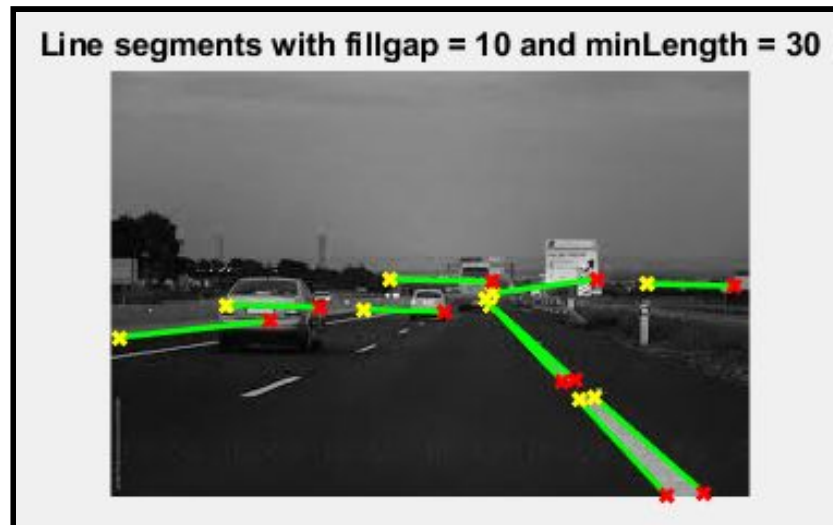 Line segments with fillgap = 10 and minLength = 30